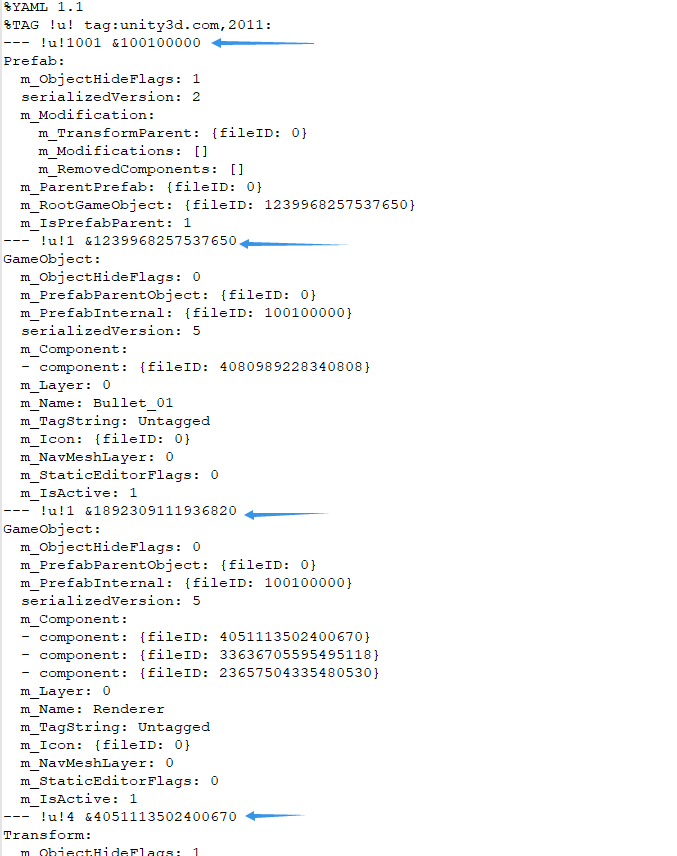 %YAML 1.1
%TAG !u! tag:unity3d.com,2011:
--- !u!1001 &100100000
Prefab:
  m_ObjectHideFlags: 1
  serializedVersion: 2
  m_Modification:
    m_TransformParent: {fileID: 0}
    m_Modifications: []
    m_RemovedComponents: []
  m_ParentPrefab: {fileID: 0}
  m_RootGameObject: {fileID: 1239968257537650}
  m_IsPrefabParent: 1
--- !u!1 &1239968257537650
GameObject:
  m_ObjectHideFlags: 0
  m_PrefabParentObject: {fileID: 0}
  m_PrefabInternal: {fileID: 100100000}
  serializedVersion: 5
  m_Component:
  - component: {fileID: 4080989228340808}
  m_Layer: 0
  m_Name: Bullet_01
  m_TagString: Untagged
  m_Icon: {fileID: 0}
  m_NavMeshLayer: 0
  m_StaticEditorFlags: 0
  m_IsActive: 1
--- !u!1 &1892309111936820
GameObject:
  m_ObjectHideFlags: 0
  m_PrefabParentObject: {fileID: 0}
  m_PrefabInternal: {fileID: 100100000}
  serializedVersion: 5
  m_Component:
  - component: {fileID: 4051113502400670}
  - component: {fileID: 33636705595495118}
  - component: {fileID: 23657504335480530}
  m_Layer: 0
  m_Name: Renderer
  m_TagString: Untagged
  m_Icon: {fileID: 0}
  m_NavMeshLayer: 0
  m_StaticEditorFlags: 0
  m_IsActive: 1
--- !u!4 &4051113502400670
Transform:
  m_ObjectHideFlags: 1